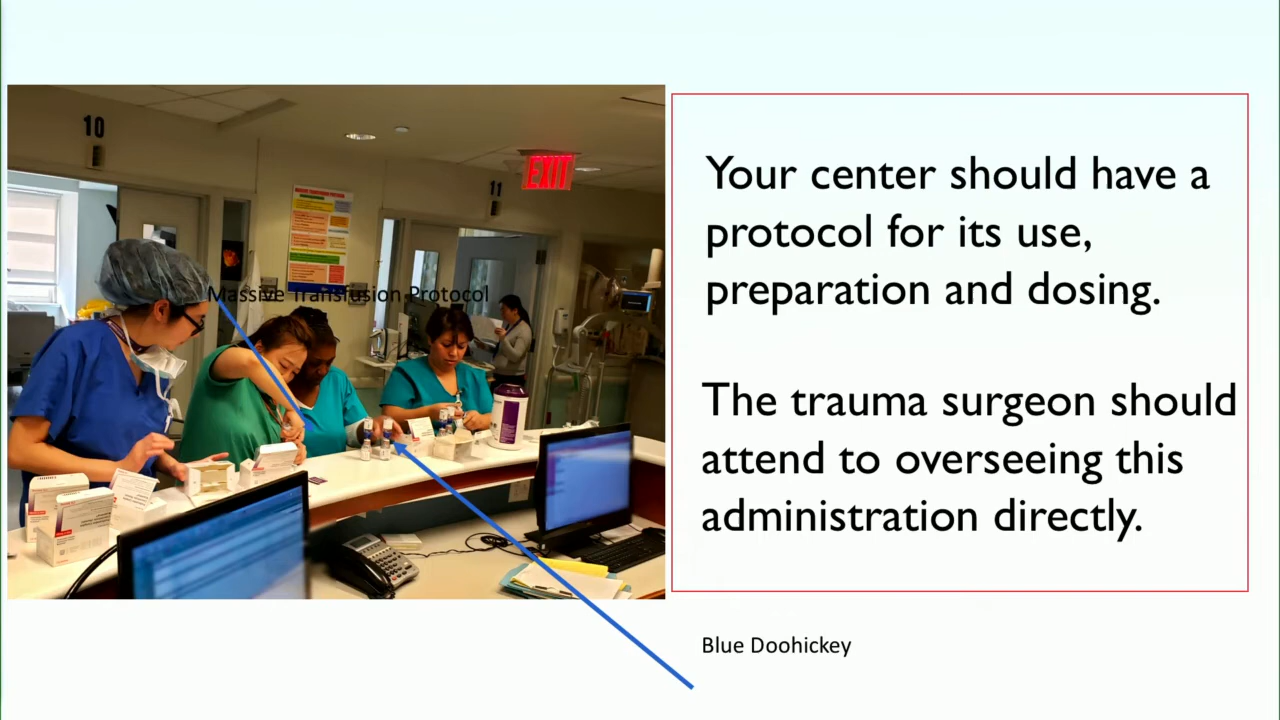 10
EXIT
11
Massive Transfusion Protocol
Your center should have a
protocol for its use,
preparation and dosing.
The trauma surgeon should
attend to overseeing this
administration directly.
Blue Doohickey